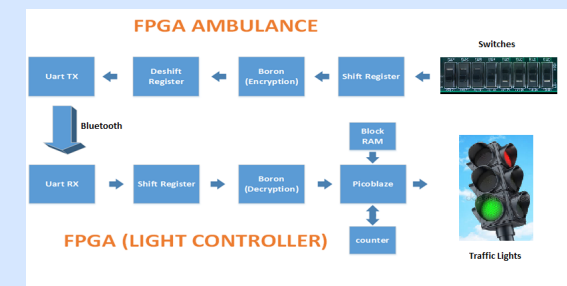 FPGA AMBULANCE
Switches
Uart TX
Deshift
Register
Boron
(Encryption)
Shift Register
Bluetooth
Block
RAM
Uart RX
Shift Register
Boron
(Decryption)
Picoblaze
FPGA (LIGHT CONTROLLER)
counter
Traffic Lights